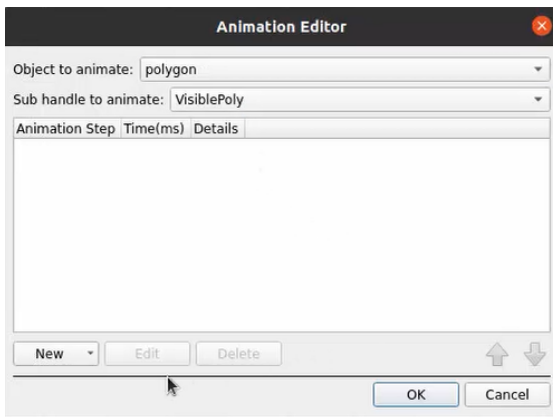 Animation Editor
Object to animate: polygon
Sub handle to animate: VisiblePoly
Animation Step Time(ms) Details
New Edit Delete
OK Cancel